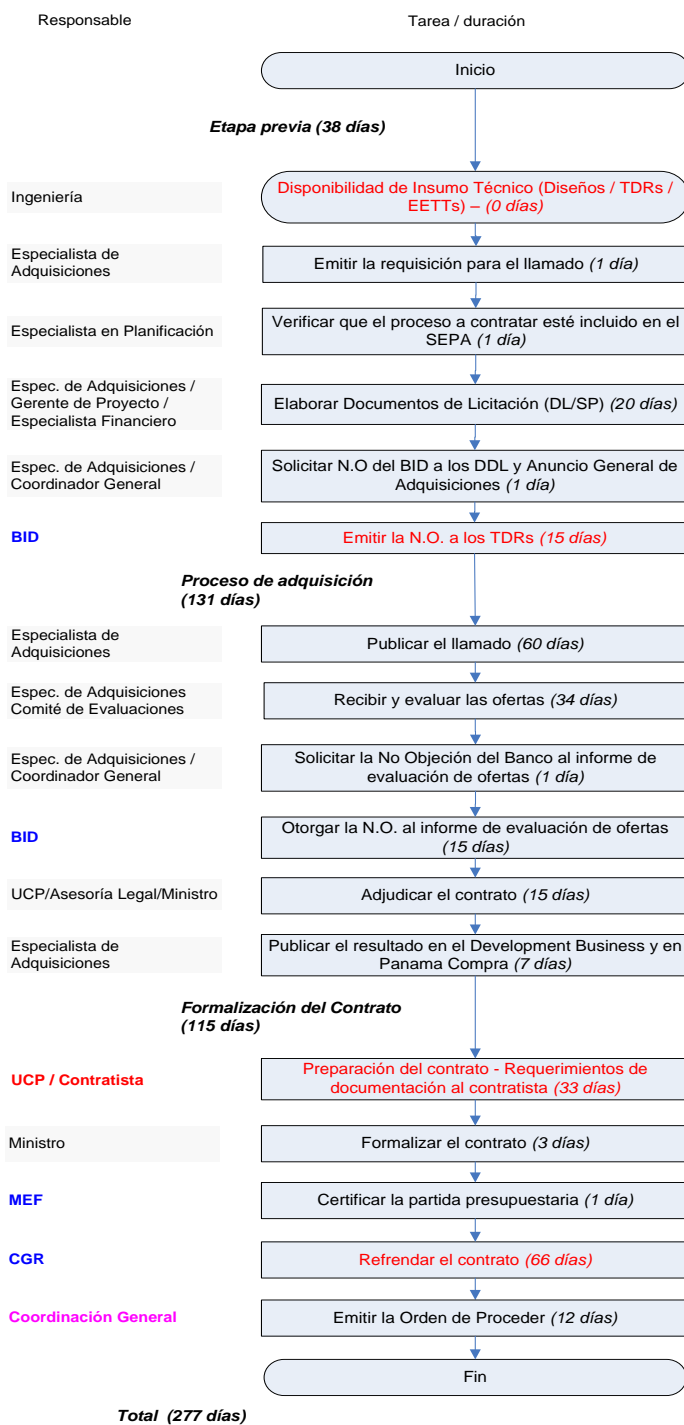 Responsable
Tarea / duración
Inicio
Etapa previa (38 días)
Ingeniería
Disponibilidad de Insumo Técnico (Diseños / TDRs /
EETTs) – (0 días)
Especialista de
Adquisiciones
Emitir la requisición para el llamado (1 día)
Especialista en Planificación
Verificar que el proceso a contratar esté incluido en el
SEPA (1 día)
Espec. de Adquisiciones /
Gerente de Proyecto /
Especialista Financiero
Elaborar Documentos de Licitación (DL/SP) (20 días)
Espec. de Adquisiciones /
Coordinador General
Solicitar N.O del BID a los DDL y Anuncio General de
Adquisiciones (1 día)
BID
Emitir la N.O. a los TDRs (15 días)
Proceso de adquisición
(131 días)
Especialista de
Adquisiciones
Publicar el llamado (60 días)
Espec. de Adquisiciones
Comité de Evaluaciones
Recibir y evaluar las ofertas (34 días)
Espec. de Adquisiciones /
Coordinador General
Solicitar la No Objeción del Banco al informe de
evaluación de ofertas (1 día)
BID
Otorgar la N.O. al informe de evaluación de ofertas
(15 días)
UCP/Asesoría Legal/Ministro
Adjudicar el contrato (15 días)
Especialista de
Adquisiciones
Publicar el resultado en el Development Business y en
Panama Compra (7 días)
Formalización del Contrato
(115 días)
UCP / Contratista
Preparación del contrato - Requerimientos de
documentación al contratista (33 días)
Ministro
Formalizar el contrato (3 días)
MEF
Certificar la partida presupuestaria (1 día)
CGR
Refrendar el contrato (66 días)
Coordinación General
Emitir la Orden de Proceder (12 días)
Fin
Total (277 días)